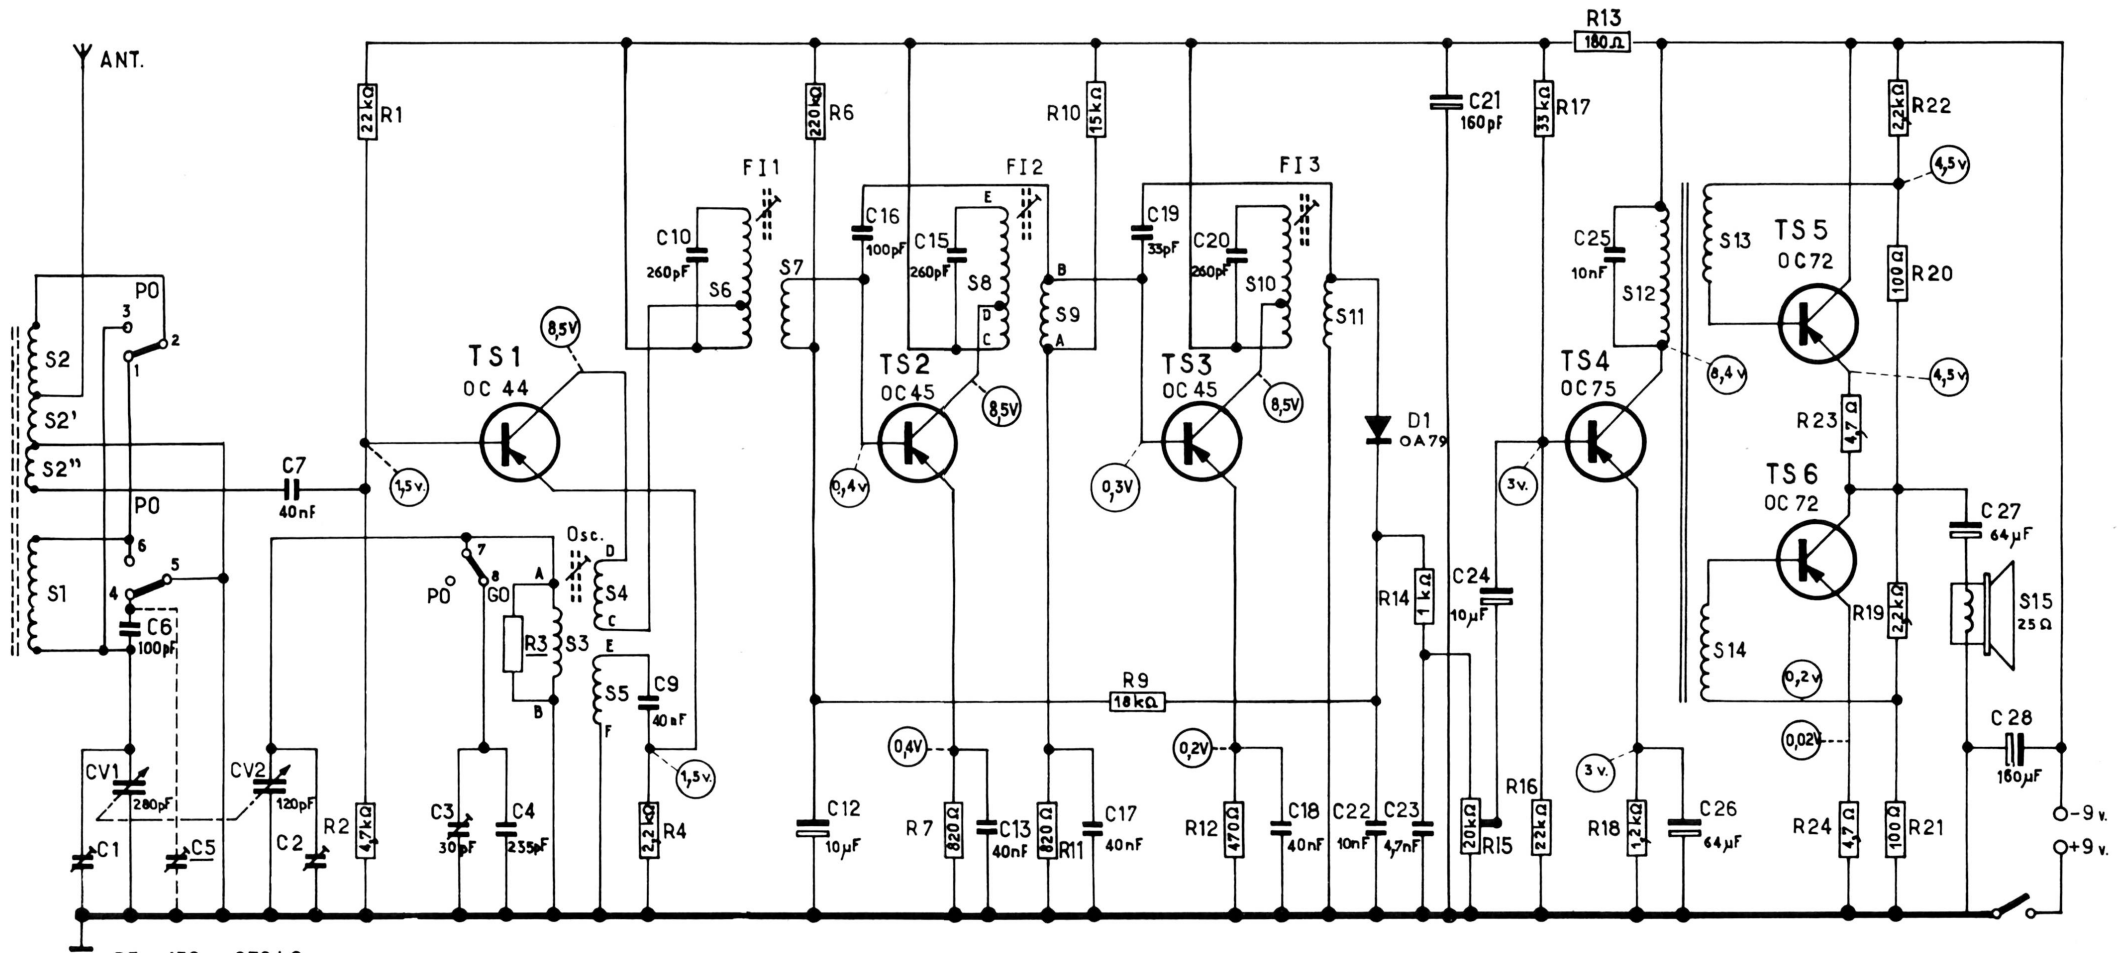 R13
180Ω
ANT.
22kΩ
R1
220kΩ
R6
R10
15kΩ
C21
160pF
33kΩ
R17
2,2kΩ
R22
4,5v
FI1
FI2
FI3
C16
100pF
C19
33pF
C10
260pF
S6
S7
C15
260pF
E
S8
D
C
B
S9
A
C20
260pF
S10
S11
C25
10nF
S12
S13
TS5
OC72
100Ω
R20
PO
3
2
1
S2
S2'
S2"
8,5V
TS1
OC 44
TS2
OC45
8,5V
TS3
OC45
8,5V
D1
OA79
TS4
OC75
8,4v
4,5v
R23
4,7Ω
C7
40nF
1,5v.
0,4v
0,3V
3v.
TS6
OC72
C27
64µF
PO
6
5
4
S1
C6
100pF
7
8
PO
GO
Osc.
A
R3
S3
B
D
S4
C
E
S5
F
C9
40nF
R9
18kΩ
R14
1kΩ
C24
10µF
S14
R19
2,2kΩ
S15
25Ω
0,2v
0,02V
C28
160µF
CV1
280pF
CV2
120pF
1,5v.
0,4V
0,2V
3v.
C1
C5
C2
R2
4,7kΩ
C3
30pF
C4
235pF
2,2kΩ
R4
C12
10µF
R7
820Ω
C13
40nF
820Ω
R11
C17
40nF
R12
470Ω
C18
40nF
C22
10nF
C23
4,7nF
20kΩ
R15
R16
22kΩ
R18
1,2kΩ
C26
64µF
R24
4,7Ω
100Ω
R21
-9v.
+9v.